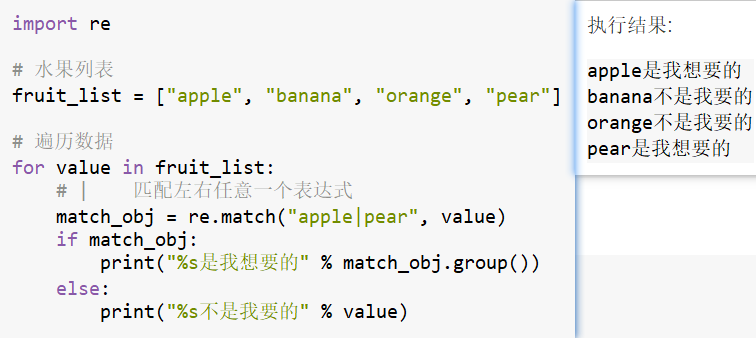 import re
# 水果列表
fruit_list = ["apple", "banana", "orange", "pear"]
# 遍历数据
for value in fruit_list:
    # |    匹配左右任意一个表达式
    match_obj = re.match("apple|pear", value)
    if match_obj:
        print("%s是我想要的" % match_obj.group())
    else:
        print("%s不是我要的" % value)
执行结果:
apple是我想要的
banana不是我要的
orange不是我要的
pear是我想要的